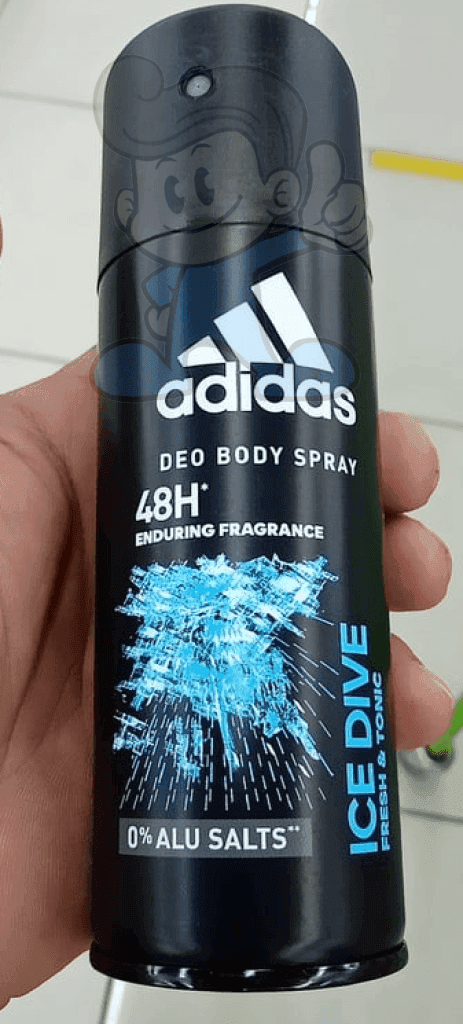 adidas
DEO BODY SPRAY
48H*
ENDURING FRAGRANCE
ICE DIVE
FRESH & TONIC
0% ALU SALTS**